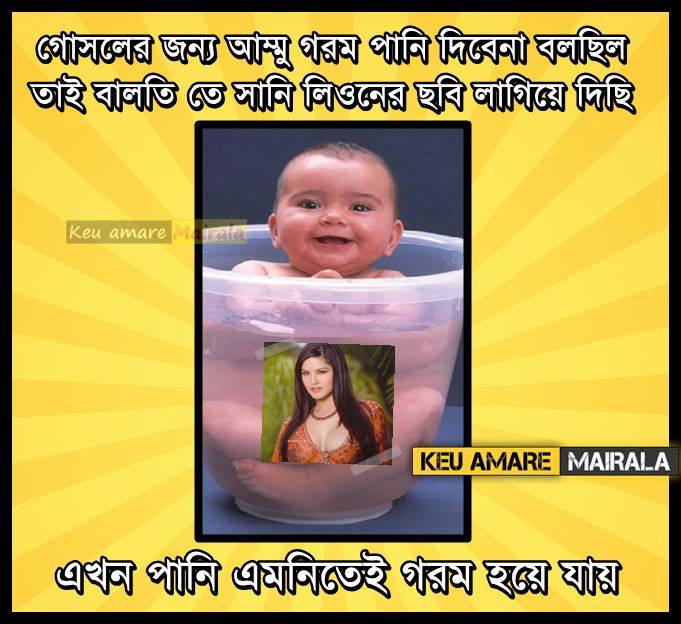 গোসলের জন্য আম্মু গরম পানি দিবেনা বলছিল
তাই বালতি তে সানি লিওনের ছবি লাগিয়ে দিছি
Keu amare Mairala
KEU AMARE MAIRALA
এখন পানি এমনিতেই গরম হয়ে যায়